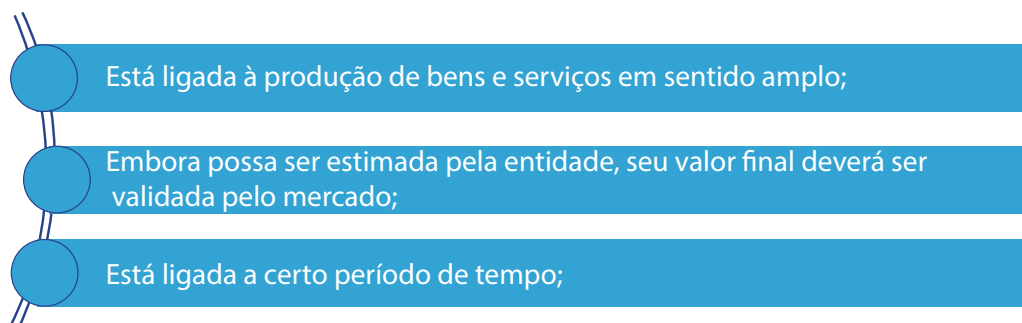 Está ligada à produção de bens e serviços em sentido amplo;
Embora possa ser estimada pela entidade, seu valor final deverá ser
validada pelo mercado;
Está ligada a certo período de tempo;